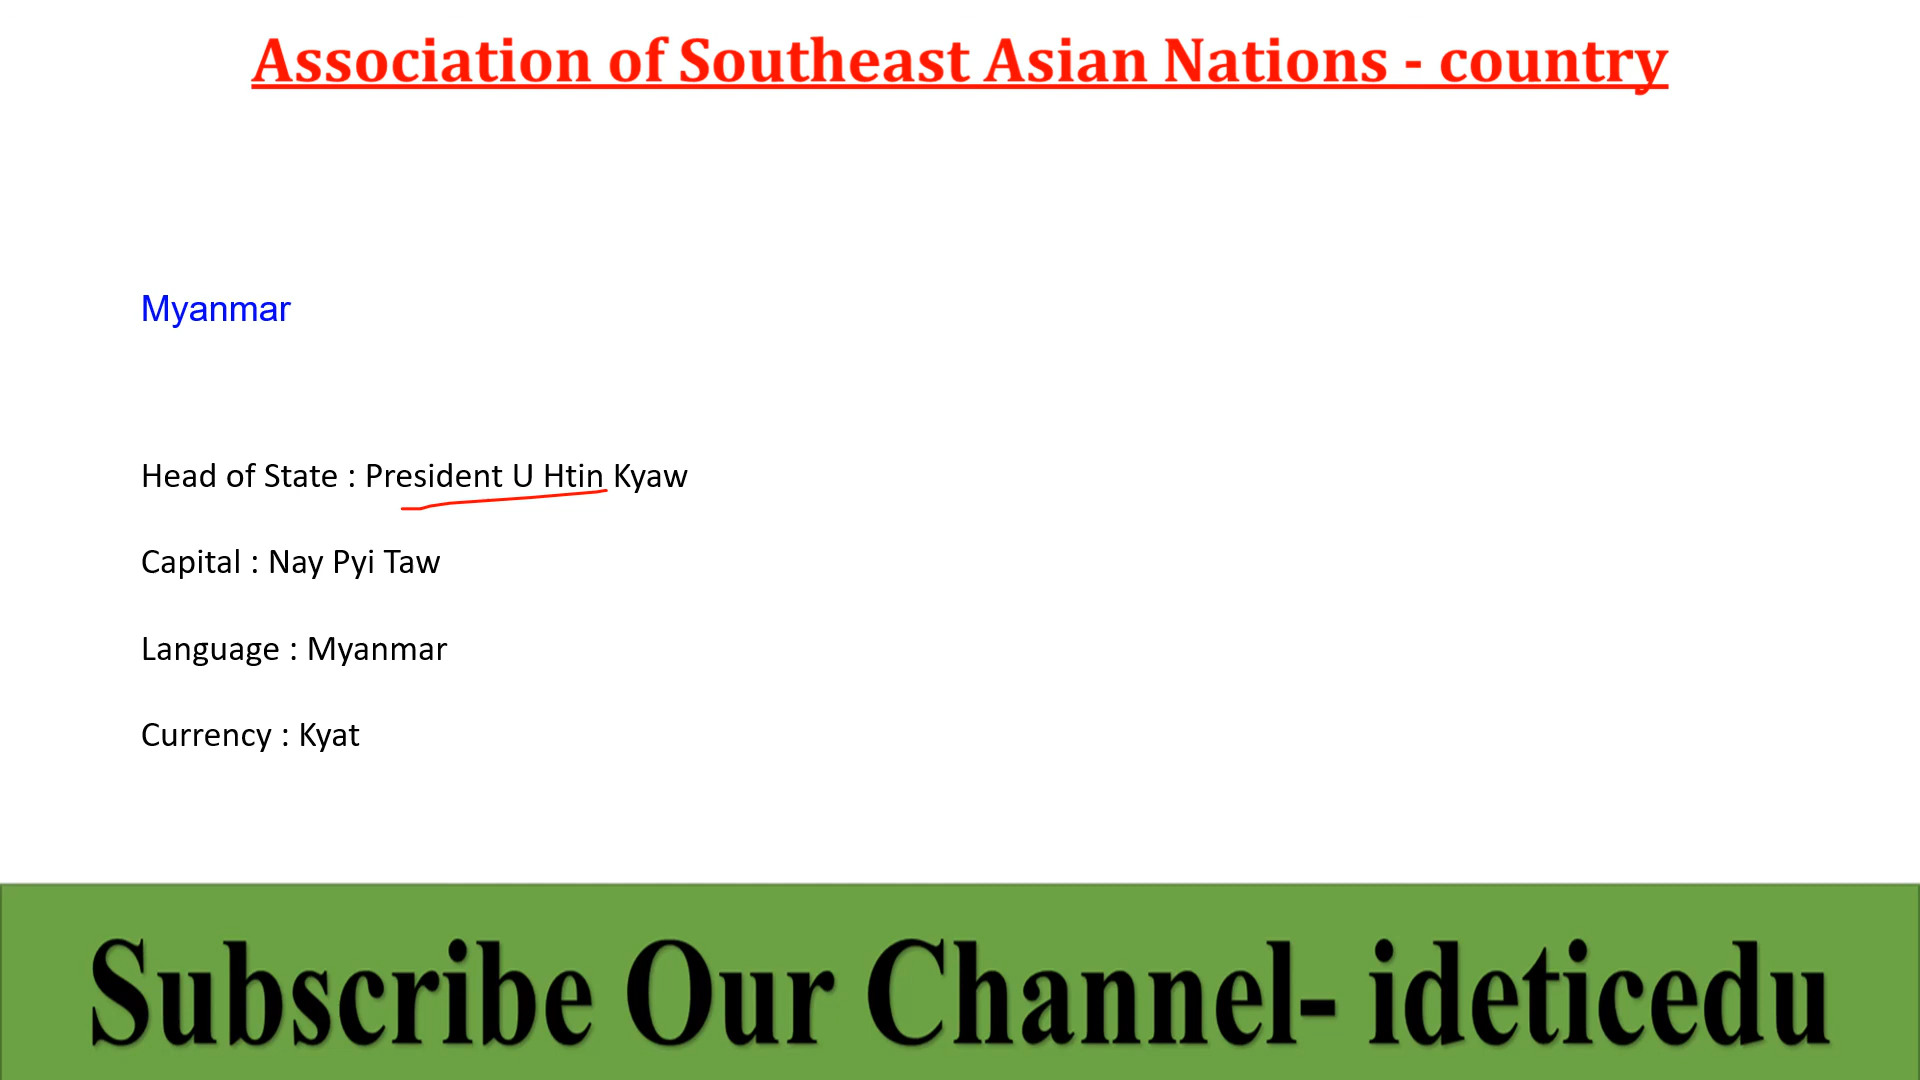 Association of Southeast Asian Nations - country
Myanmar
Head of State : President U Htin Kyaw
Capital : Nay Pyi Taw
Language : Myanmar
Currency : Kyat
Subscribe Our Channel- ideticedu